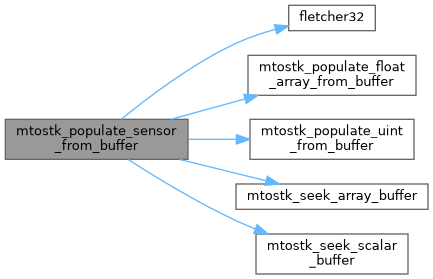 fletcher32
mtostk_populate_float
_array_from_buffer
mtostk_populate_sensor
_from_buffer
mtostk_populate_uint
_from_buffer
mtostk_seek_array_buffer
mtostk_seek_scalar
_buffer